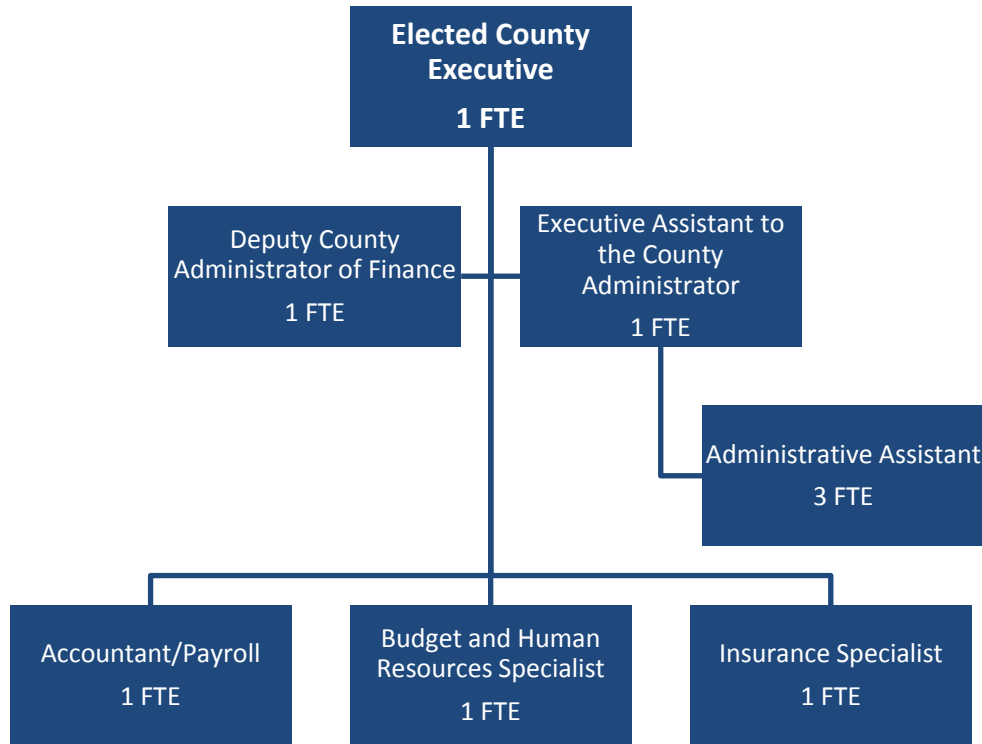 Elected County
Executive
1 FTE
Deputy County
Administrator of Finance
1 FTE
Executive Assistant to
the County
Administrator
1 FTE
Administrative Assistant
3 FTE
Accountant/Payroll
1 FTE
Budget and Human
Resources Specialist
1 FTE
Insurance Specialist
1 FTE